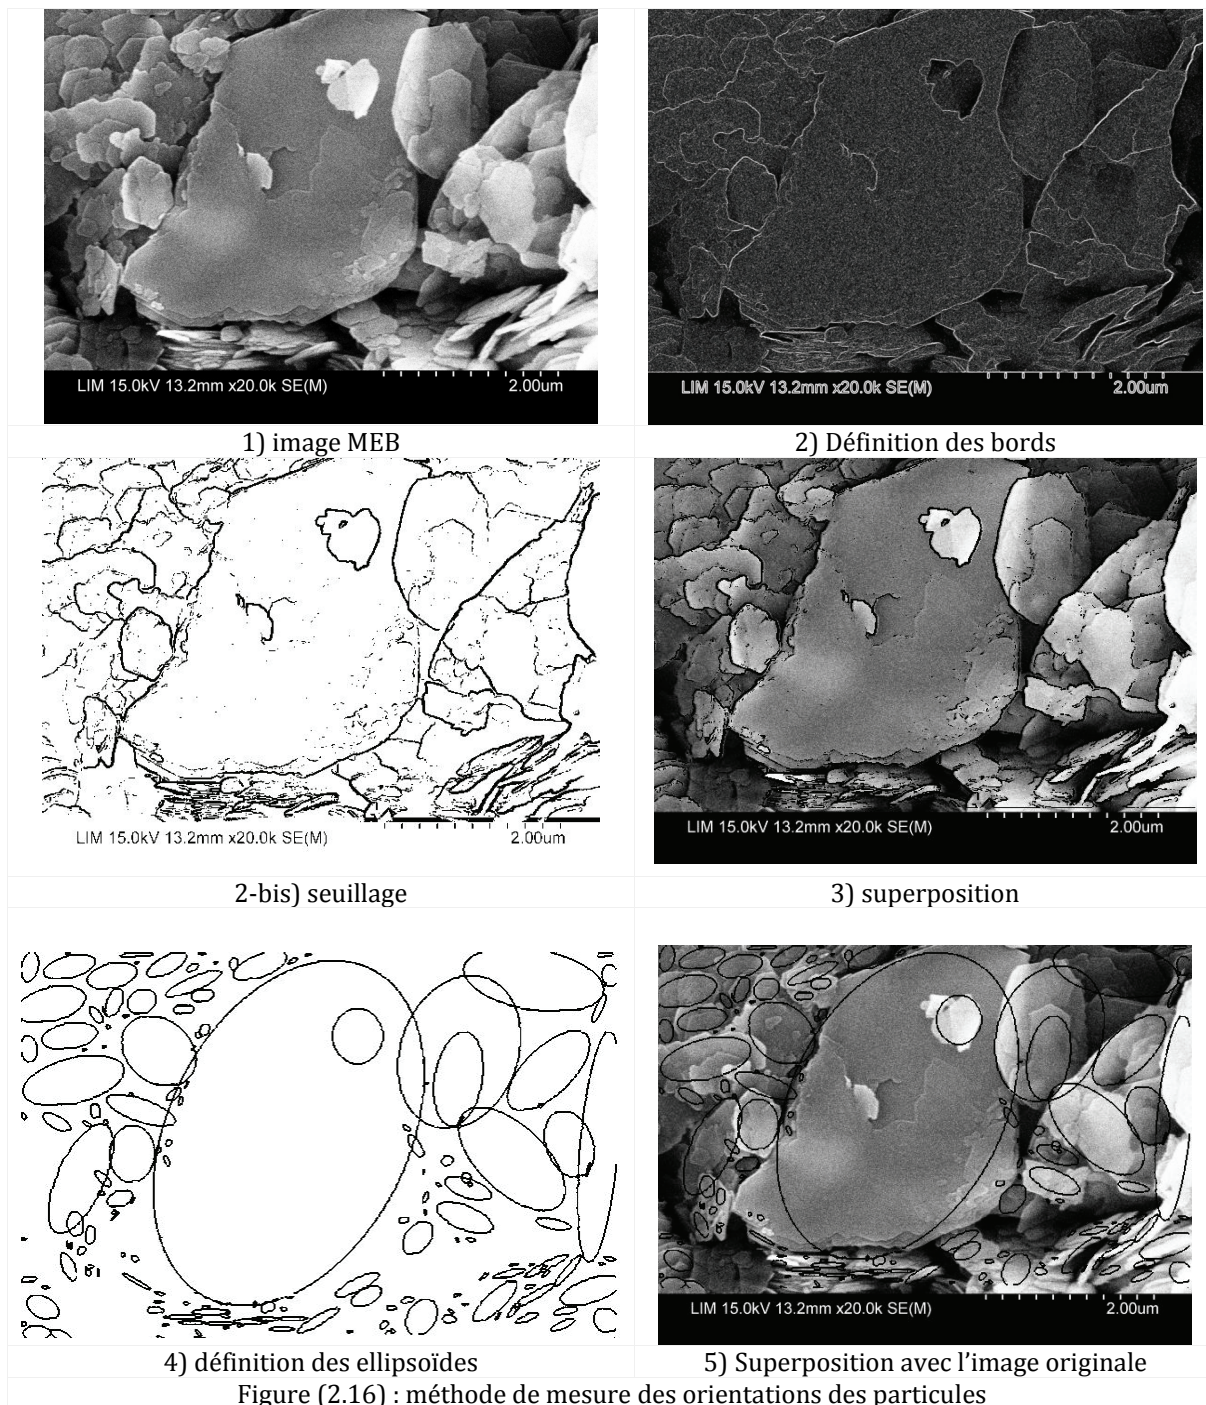 LIM 15.0kV 13.2mm x20.0k SE(M) 2.00um
LIM 15.0kV 13.2mm x20.0k SE(M) 2.00um
1) image MEB
2) Définition des bords
LIM 15.0kV 13.2mm x20.0k SE(M) 2.00um
LIM 15.0kV 13.2mm x20.0k SE(M) 2.00um
2-bis) seuillage
3) superposition
LIM 15.0kV 13.2mm x20.0k SE(M) 2.00um
4) définition des ellipsoïdes
5) Superposition avec l’image originale
Figure (2.16) : méthode de mesure des orientations des particules